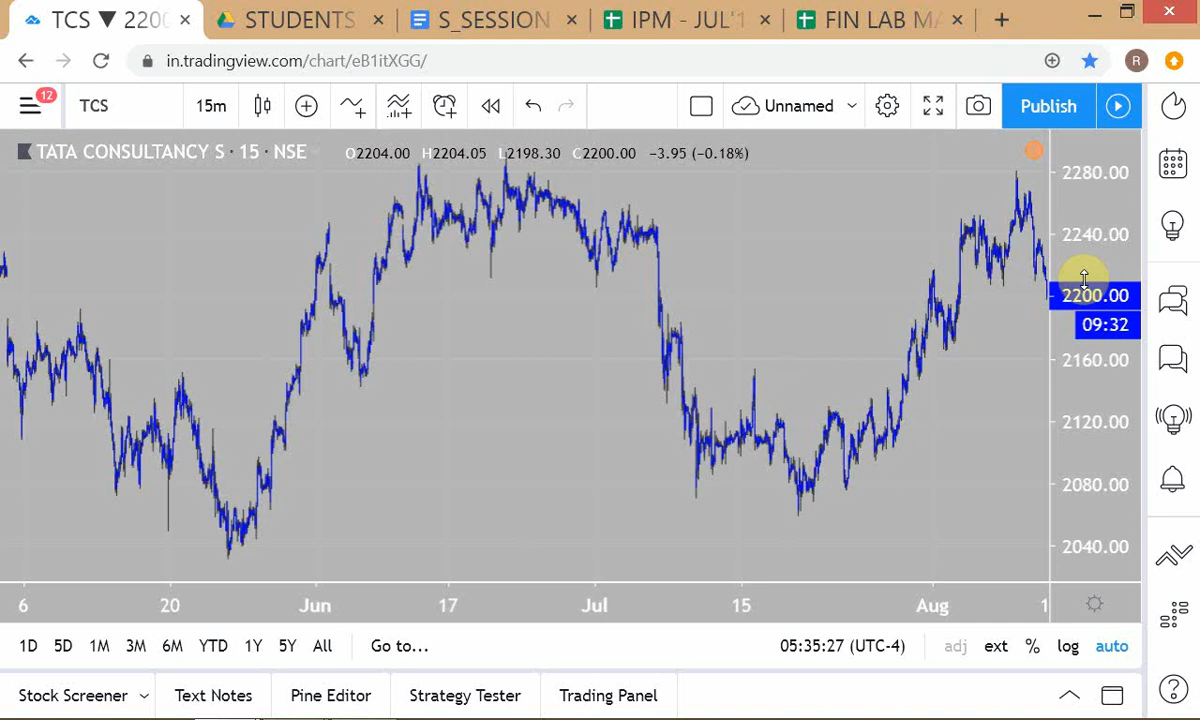 TCS ▼ 220
STUDENTS
S_SESSION
IPM - JUL'1
FIN LAB MA
in.tradingview.com/chart/eB1itXGG/
R
12
TCS
15m
Unnamed
Publish
TATA CONSULTANCY S · 15 · NSE
O2204.00 H2204.05 L2198.30 C2200.00 −3.95 (−0.18%)
2280.00
2240.00
2200.00
09:32
2160.00
2120.00
2080.00
2040.00
6 20 Jun 17 Jul 15 Aug 1
1D 5D 1M 3M 6M YTD 1Y 5Y All Go to... 05:35:27 (UTC-4) adj ext % log auto
Stock Screener Text Notes Pine Editor Strategy Tester Trading Panel